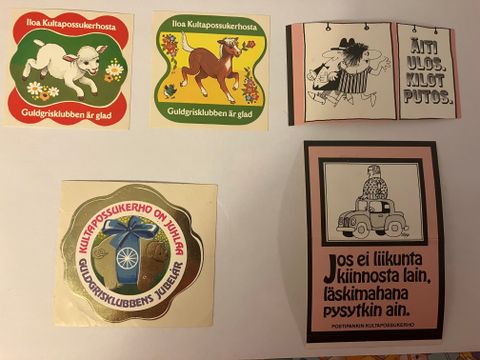 Iloa Kultapossukerhosta
Guldgrisklubben är glad
Iloa Kultapossukerhosta
Guldgrisklubben är glad
ÄITI
ULOS.
KILOT
PUTOS.
KULTAPOSSUKERHO ON JUHLAA
GULDGRISKLUBBENS JUBELÅR
Jos ei liikunta
kiinnosta lain,
läskimahana
pysytkin ain.
POSTIPANKIN KULTAPOSSUKERHO